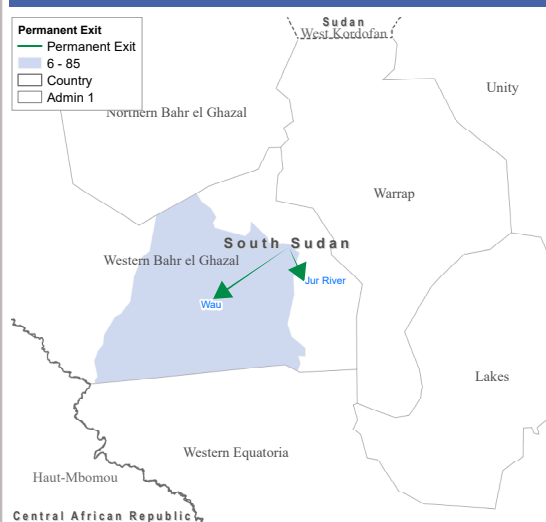 Permanent Exit
Permanent Exit
6 - 85
Country
Admin 1
Sudan
West Kordofan
Unity
Northern Bahr el Ghazal
Warrap
South Sudan
Western Bahr el Ghazal
Jur River
Wau
Lakes
Western Equatoria
Haut-Mbomou
Central African Republic